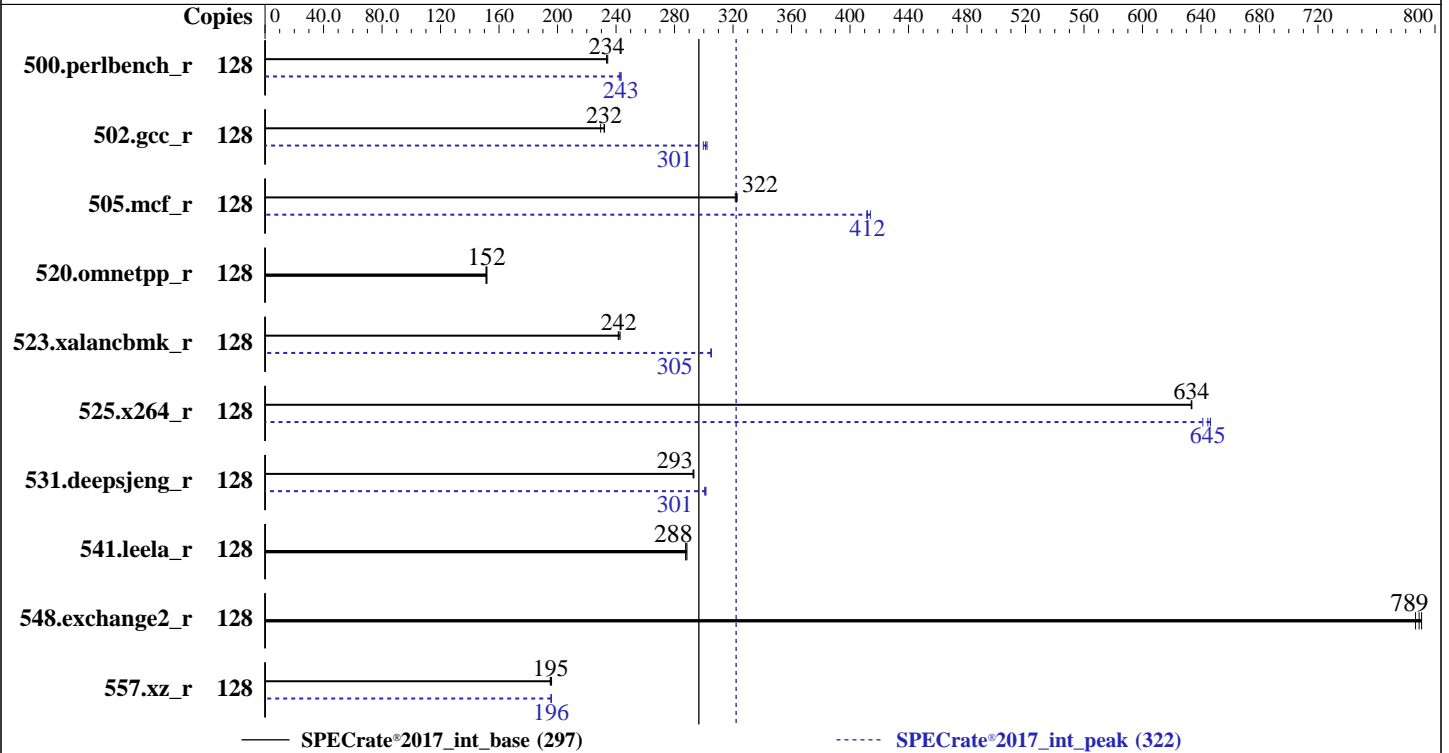 Copies 0 40.0 80.0 120 160 200 240 280 320 360 400 440 480 520 560 600 640 680 720 800
234
500.perlbench_r 128
243
232
502.gcc_r 128
301
322
505.mcf_r 128
412
152
520.omnetpp_r 128
242
523.xalancbmk_r 128
305
634
525.x264_r 128
645
293
531.deepsjeng_r 128
301
288
541.leela_r 128
789
548.exchange2_r 128
195
557.xz_r 128
196
SPECrate®2017_int_base (297) SPECrate®2017_int_peak (322)